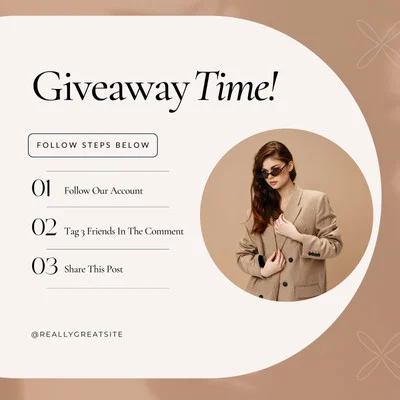 Giveaway Time!
FOLLOW STEPS BELOW
01 Follow Our Account
02 Tag 3 Friends In The Comment
03 Share This Post
@REALLYGREATSITE